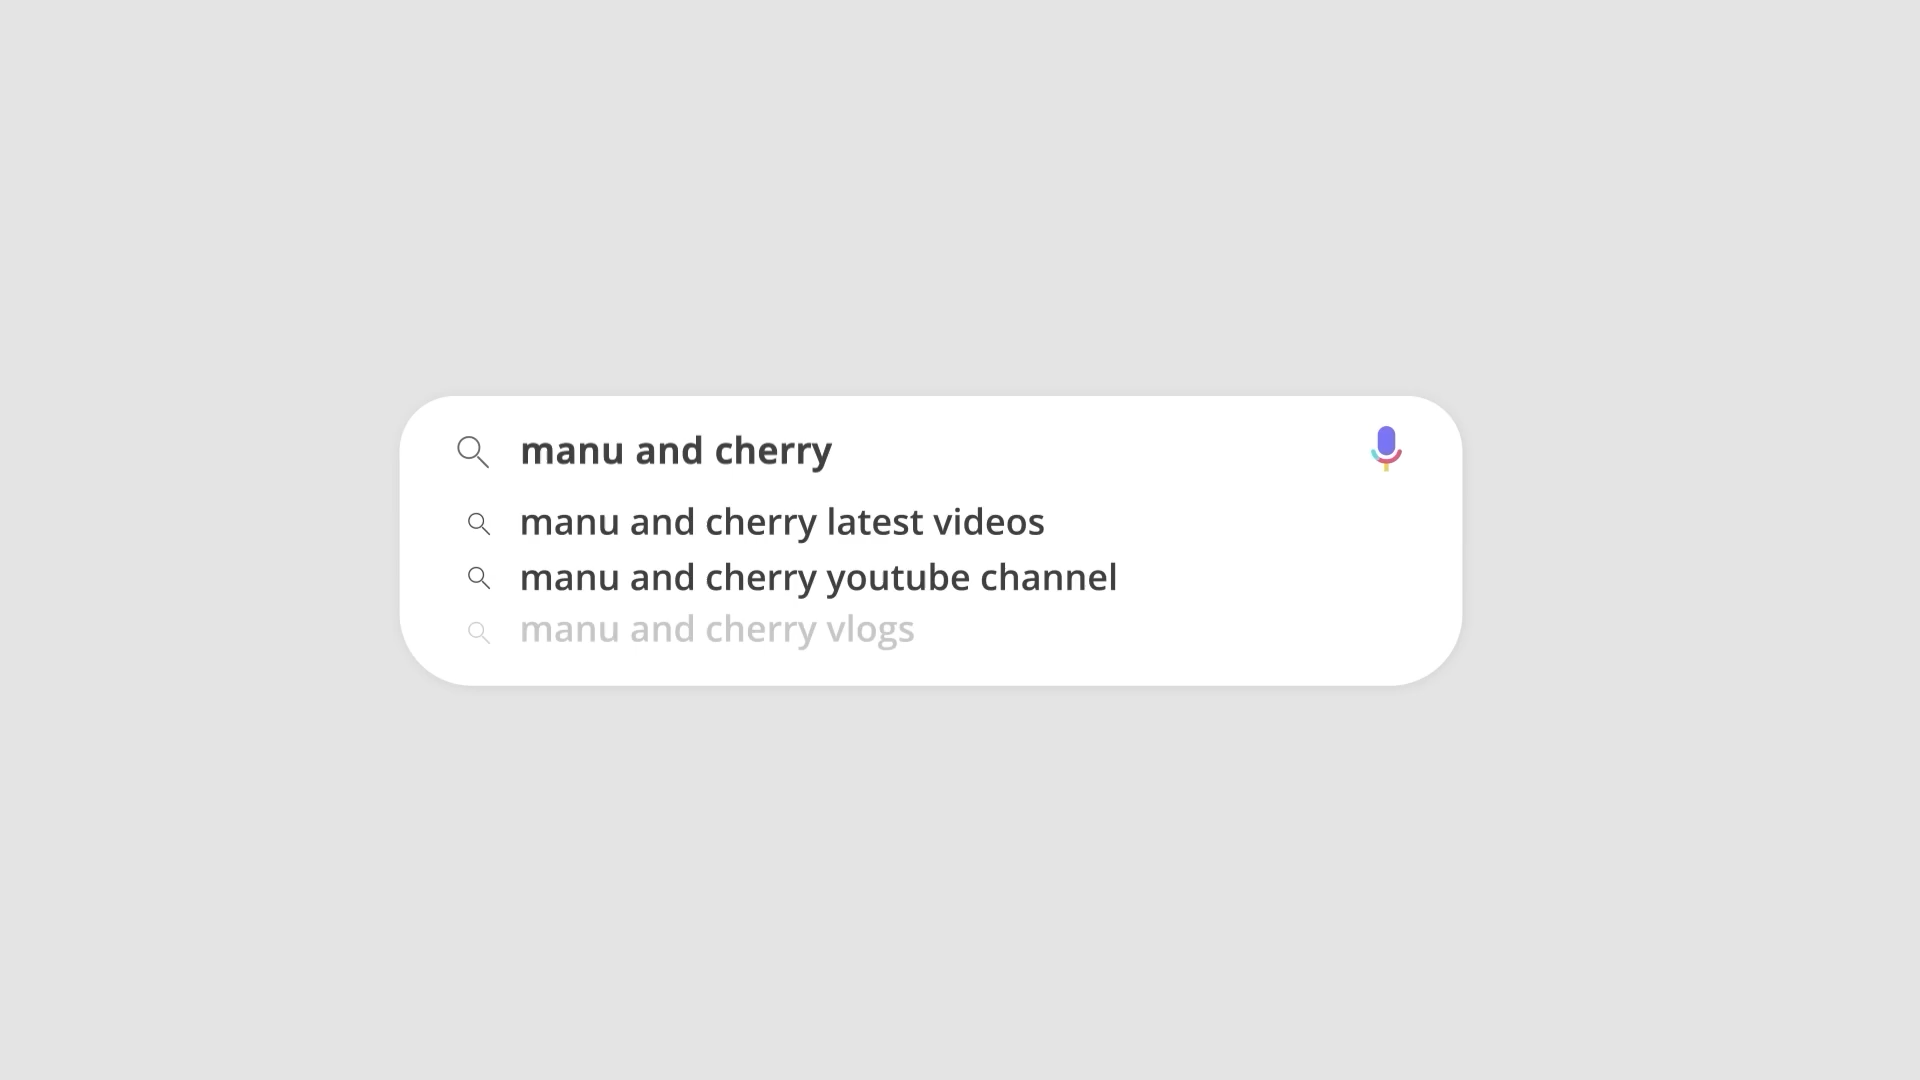 manu and cherry
manu and cherry latest videos
manu and cherry youtube channel
manu and cherry vlogs